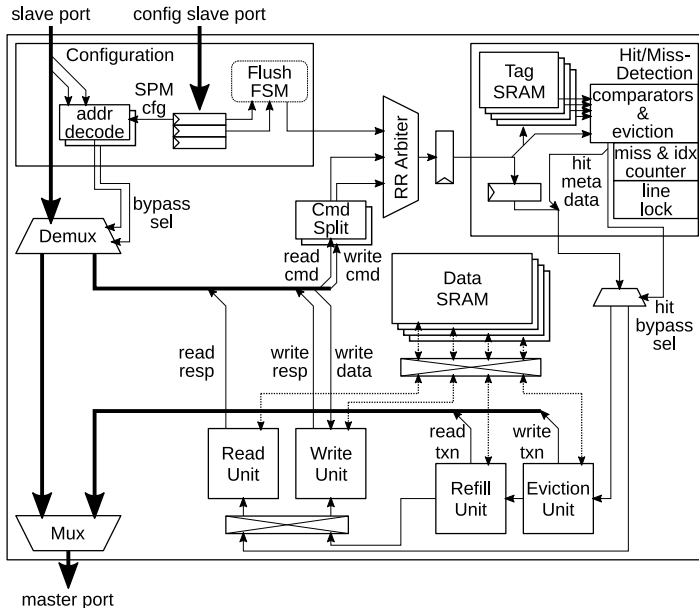 slave port
config slave port
Configuration
SPM
cfg
Flush
FSM
addr
decode
bypass
sel
Demux
RR Arbiter
Cmd
Split
read
cmd
write
cmd
Hit/Miss-
Detection
Tag
SRAM
comparators
&
eviction
miss & idx
counter
line
lock
hit
meta
data
hit
bypass
sel
Data
SRAM
read
resp
write
resp
write
data
Read
Unit
Write
Unit
read
txn
write
txn
Refill
Unit
Eviction
Unit
Mux
master port